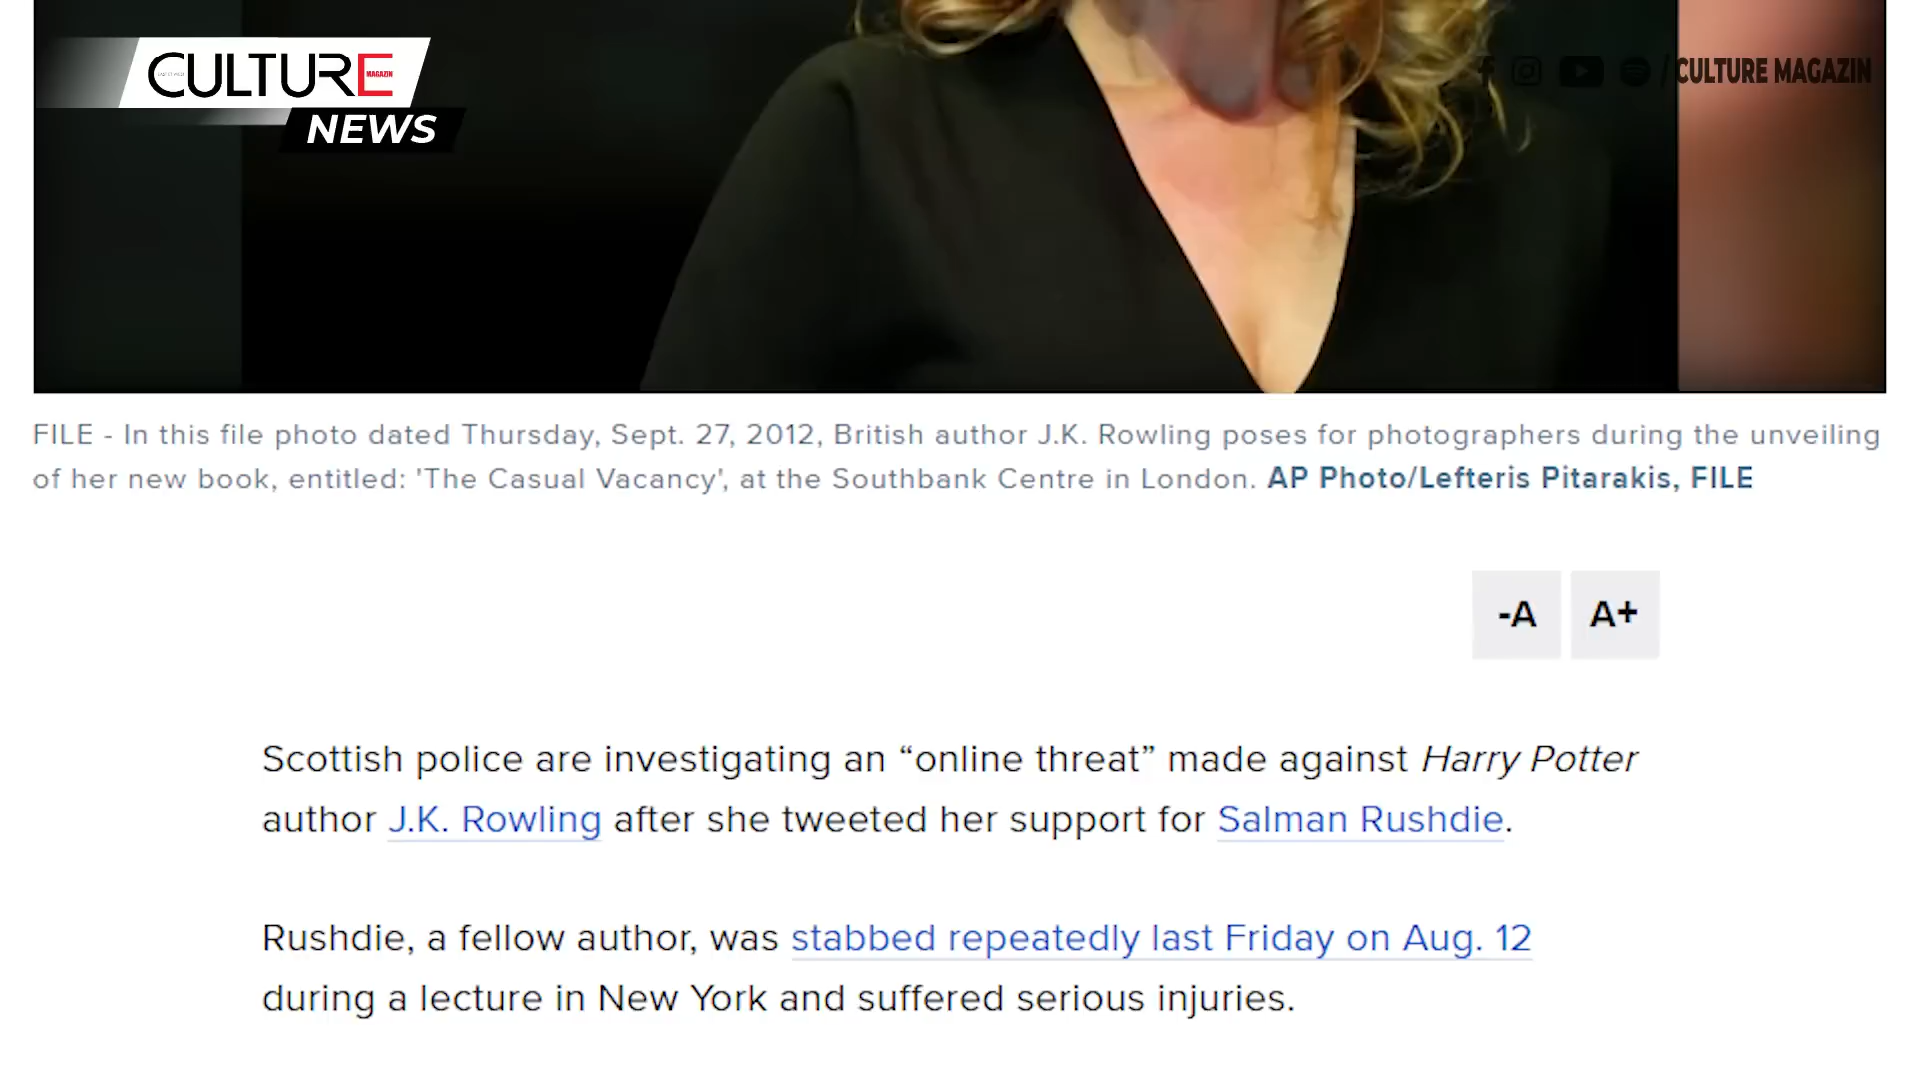 CULTURE
MAGAZIN
NEWS
/ CULTURE MAGAZIN
FILE - In this file photo dated Thursday, Sept. 27, 2012, British author J.K. Rowling poses for photographers during the unveiling
of her new book, entitled: 'The Casual Vacancy', at the Southbank Centre in London. AP Photo/Lefteris Pitarakis, FILE
-A A+
Scottish police are investigating an “online threat” made against Harry Potter
author J.K. Rowling after she tweeted her support for Salman Rushdie.
Rushdie, a fellow author, was stabbed repeatedly last Friday on Aug. 12
during a lecture in New York and suffered serious injuries.